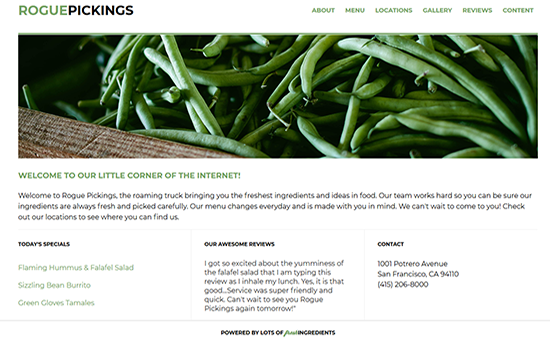 ROGUEPICKINGS
ABOUT MENU LOCATIONS GALLERY REVIEWS CONTENT
WELCOME TO OUR LITTLE CORNER OF THE INTERNET!
Welcome to Rogue Pickings, the roaming truck bringing you the freshest ingredients and ideas in food. Our team works hard so you can be sure our
ingredients are always fresh and picked carefully. Our menu changes everyday and is made with you in mind. We can't wait to come to you! Check
out our locations to see where you can find us.
TODAY'S SPECIALS
Flaming Hummus & Falafel Salad
Sizzling Bean Burrito
Green Gloves Tamales
OUR AWESOME REVIEWS
I got so excited about the yumminess
of the falafel salad that I am typing this
review as I inhale my lunch. Yes, it is that
good...Service was super friendly and
quick. Can't wait to see you Rogue
Pickings again tomorrow!"
CONTACT
1001 Potrero Avenue
San Francisco, CA 94110
(415) 206-8000
POWERED BY LOTS OF fresh INGREDIENTS